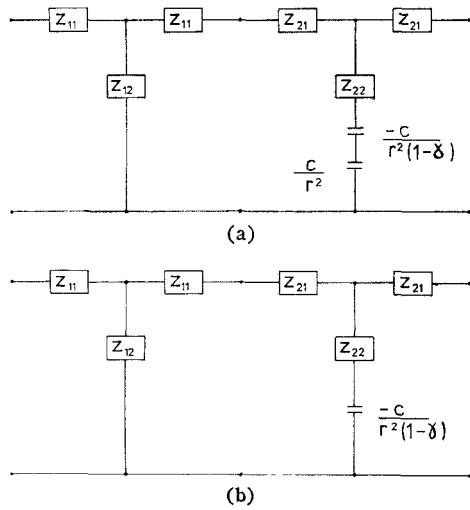 Z11 Z11 Z21 Z21
Z12 Z22
-C
r²(1-γ)
C
r²
(a)
Z11 Z11 Z21 Z21
Z12 Z22
-C
r²(1-γ)
(b)